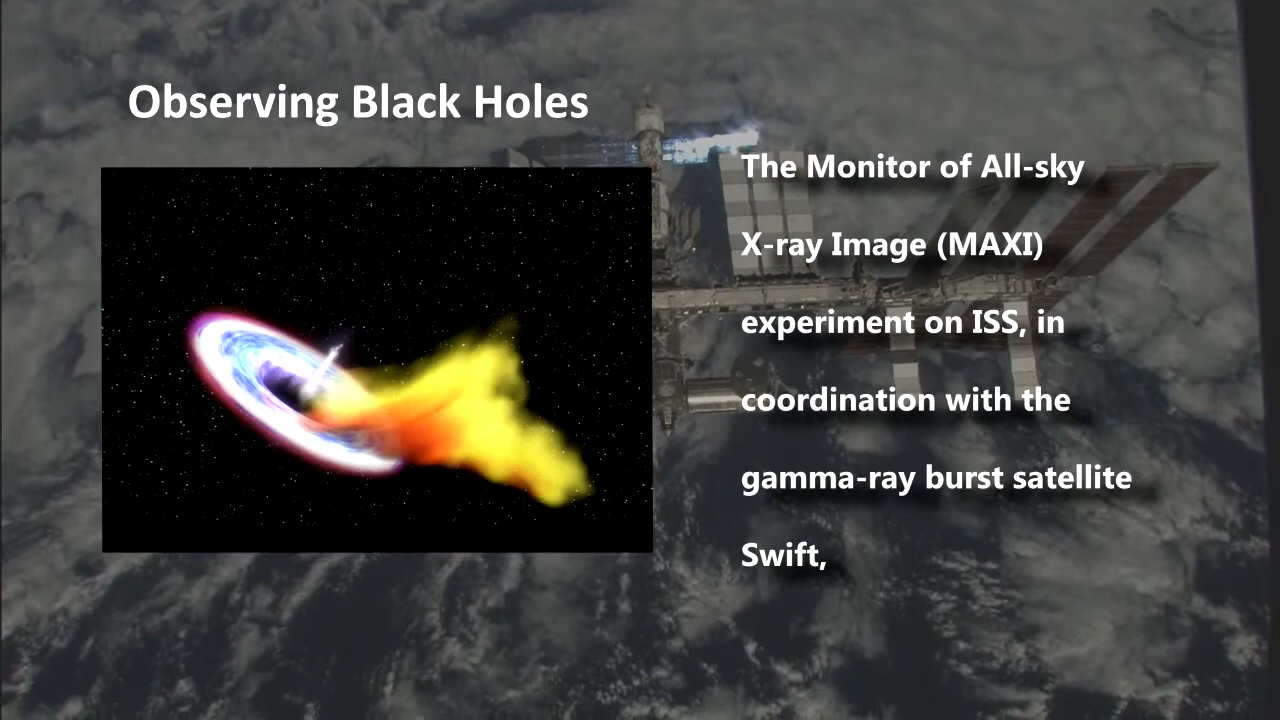 Observing Black Holes
The Monitor of All-sky
X-ray Image (MAXI)
experiment on ISS, in
coordination with the
gamma-ray burst satellite
Swift,